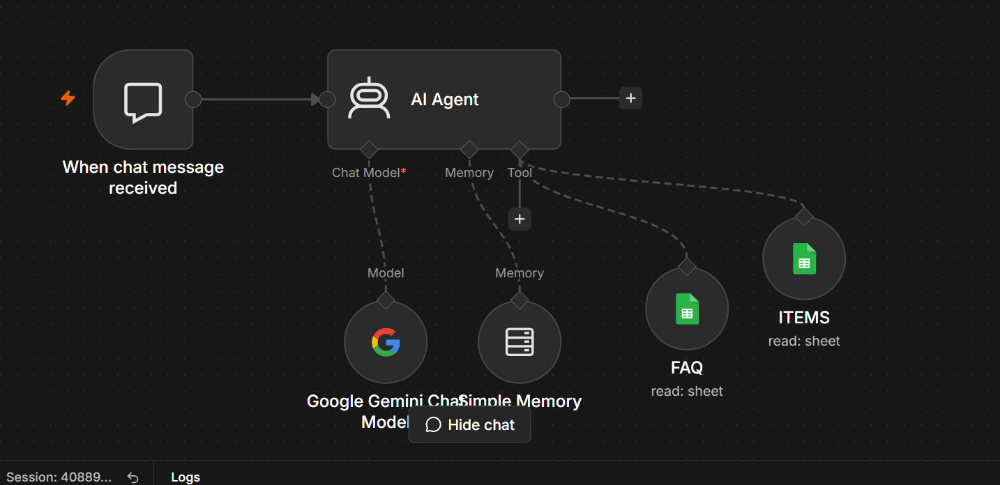 AI Agent
When chat message
received
Chat Model*
Memory
Tool
Model
Memory
ITEMS
read: sheet
FAQ
read: sheet
Google Gemini Chat
Model
Simple Memory
Hide chat
Session: 40889...
Logs